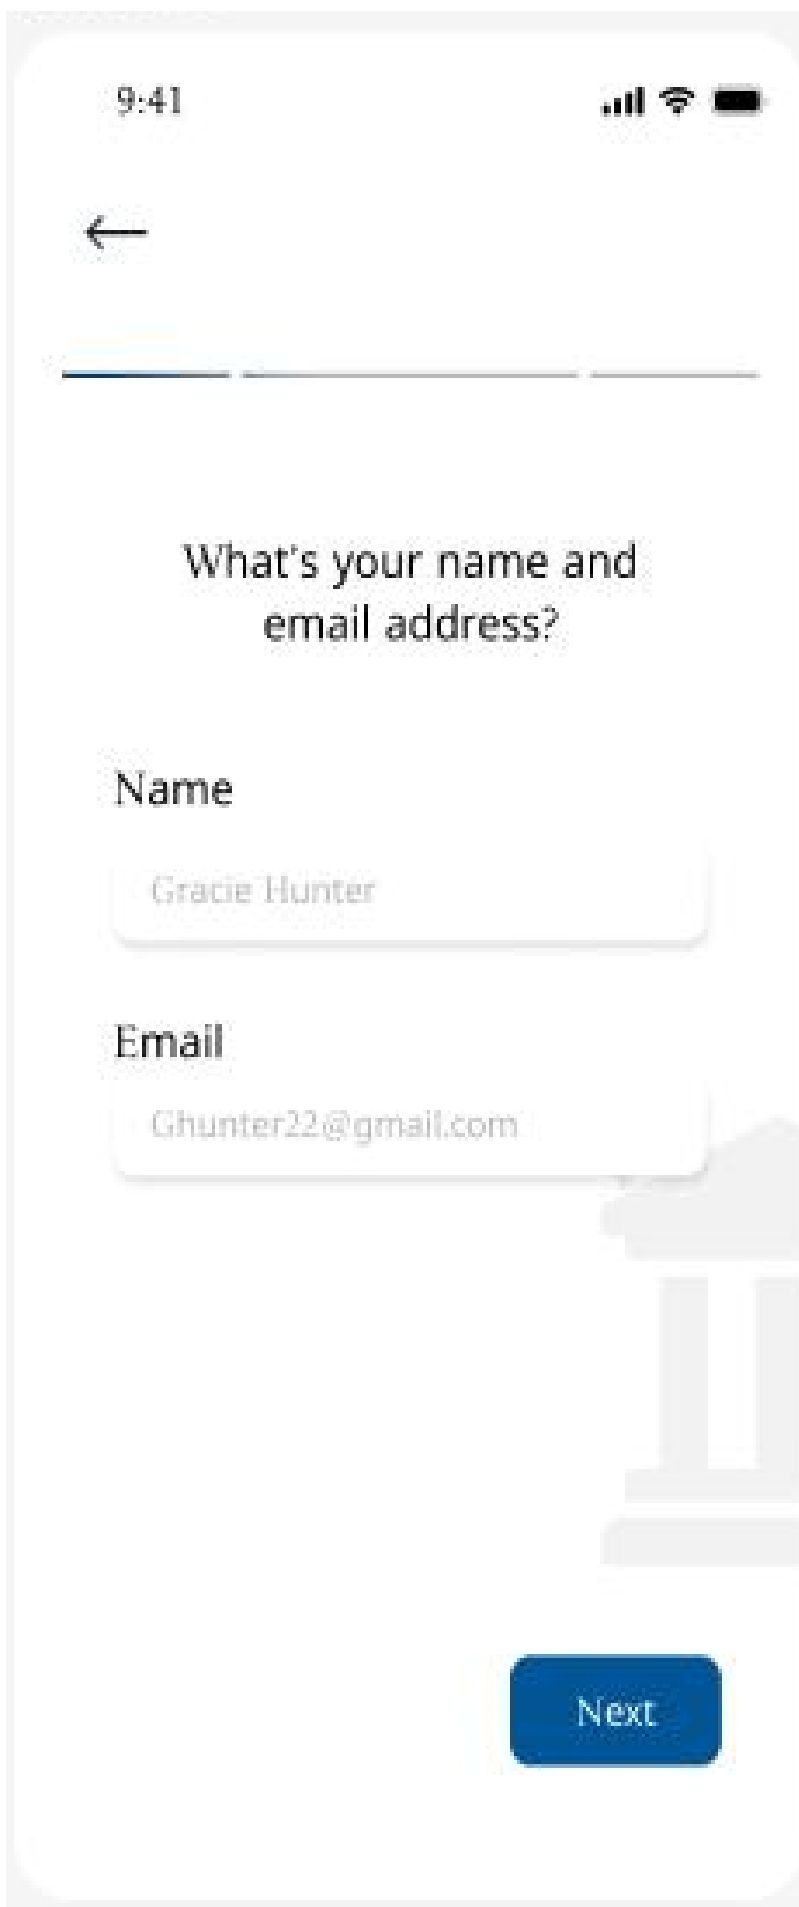 9:41
What's your name and
email address?
Name
Gracie Hunter
Email
Ghunter22@gmail.com
Next